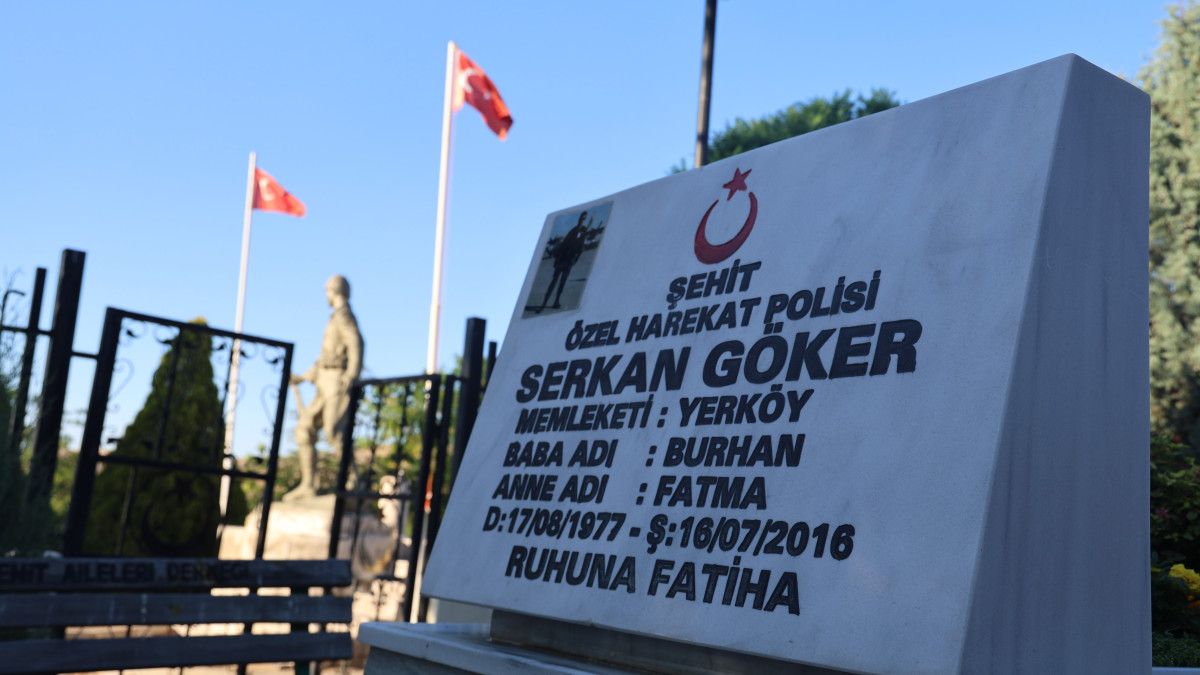 ŞEHİT
ÖZEL HAREKAT POLİSİ
SERKAN GÖKER
MEMLEKETİ : YERKÖY
BABA ADI : BURHAN
ANNE ADI : FATMA
D:17/08/1977 - Ş:16/07/2016
RUHUNA FATİHA
AİLELERİ